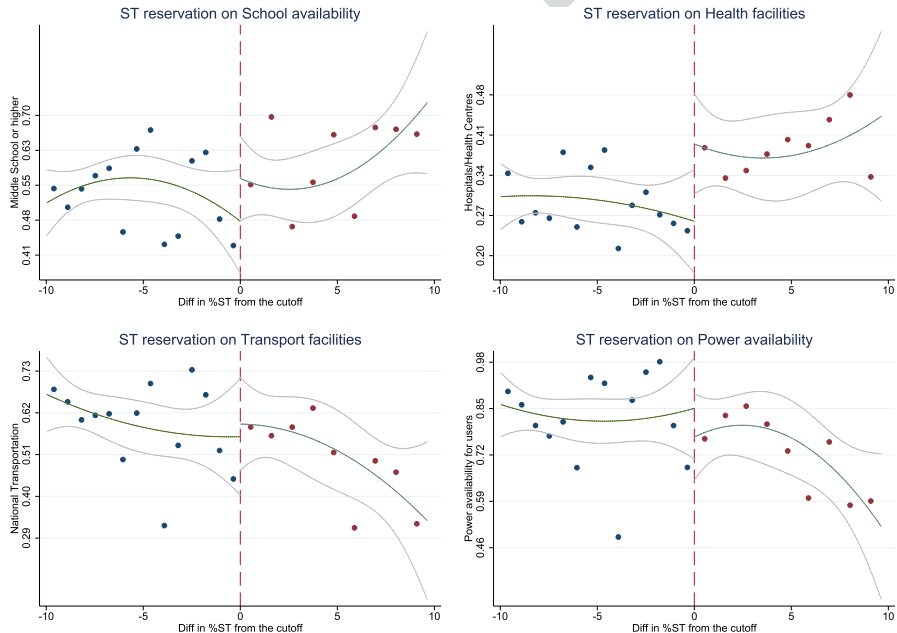 ST reservation on School availability
Middle School or higher
0.70
0.63
0.55
0.48
0.41
-10 -5 0 5 10
Diff in %ST from the cutoff
ST reservation on Health facilities
Hospitals/Health Centres
0.48
0.41
0.34
0.27
0.20
-10 -5 0 5 10
Diff in %ST from the cutoff
ST reservation on Transport facilities
National Transportation
0.73
0.62
0.51
0.40
0.29
-10 -5 0 5 10
Diff in %ST from the cutoff
ST reservation on Power availability
Power availability for users
0.98
0.85
0.72
0.59
0.46
-10 -5 0 5 10
Diff in %ST from the cutoff